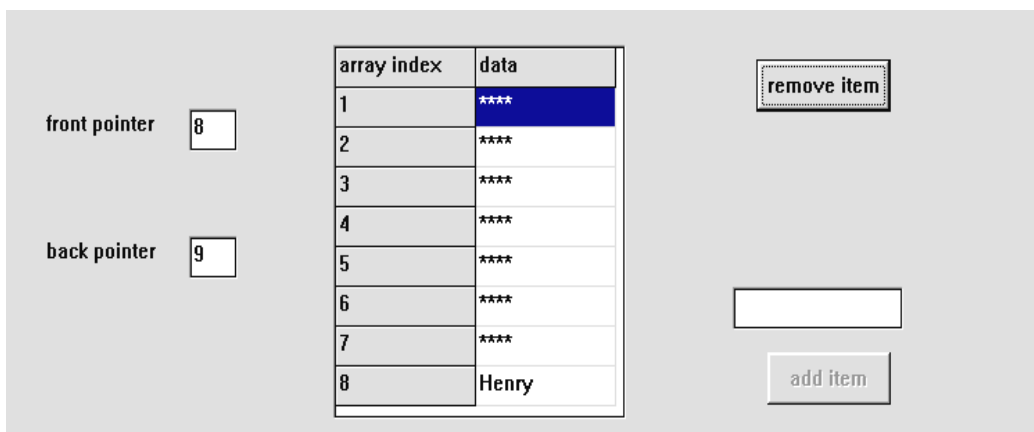 array index data
remove item
1 ****
front pointer 8
2 ****
3 ****
4 ****
back pointer 9
5 ****
6 ****
7 ****
8 Henry
add item